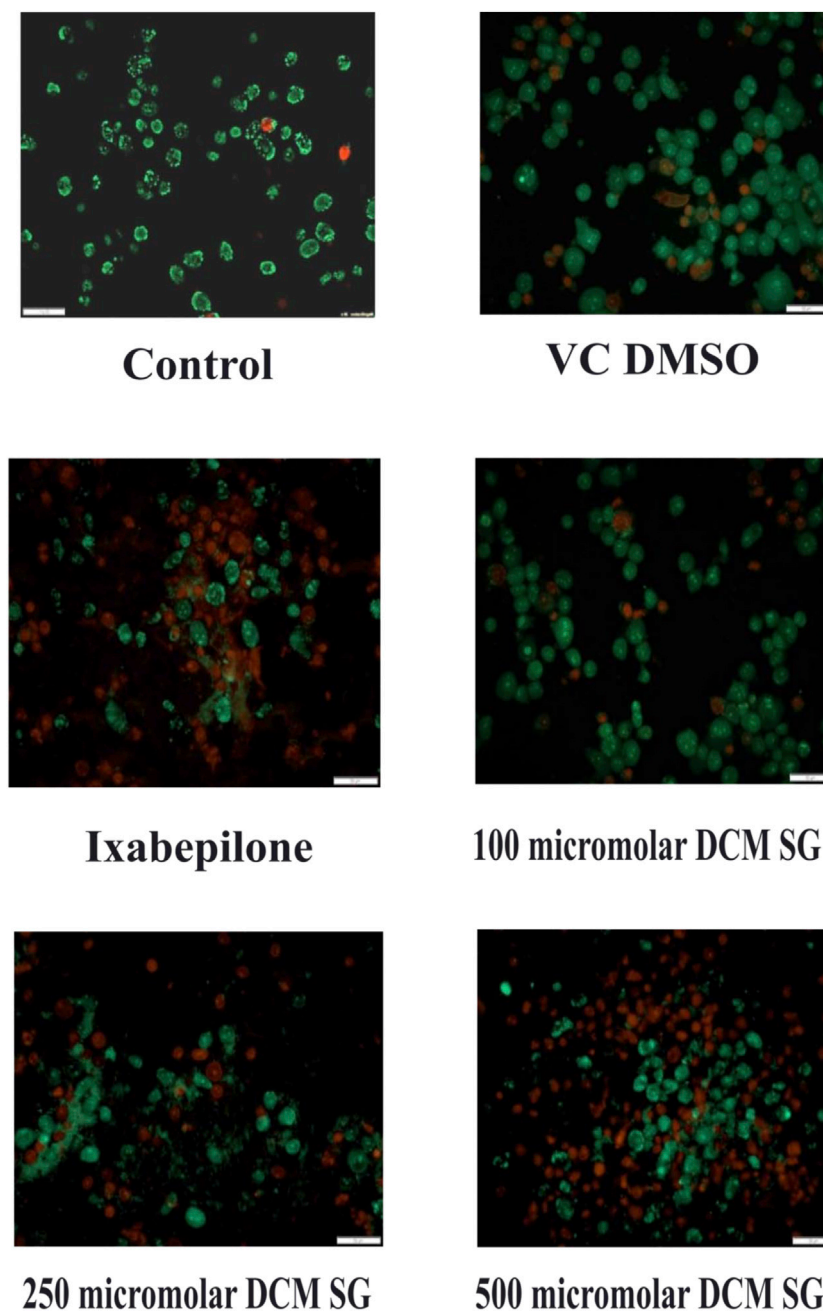 Control
VC DMSO
Ixabepilone
100 micromolar DCM SG
250 micromolar DCM SG
500 micromolar DCM SG